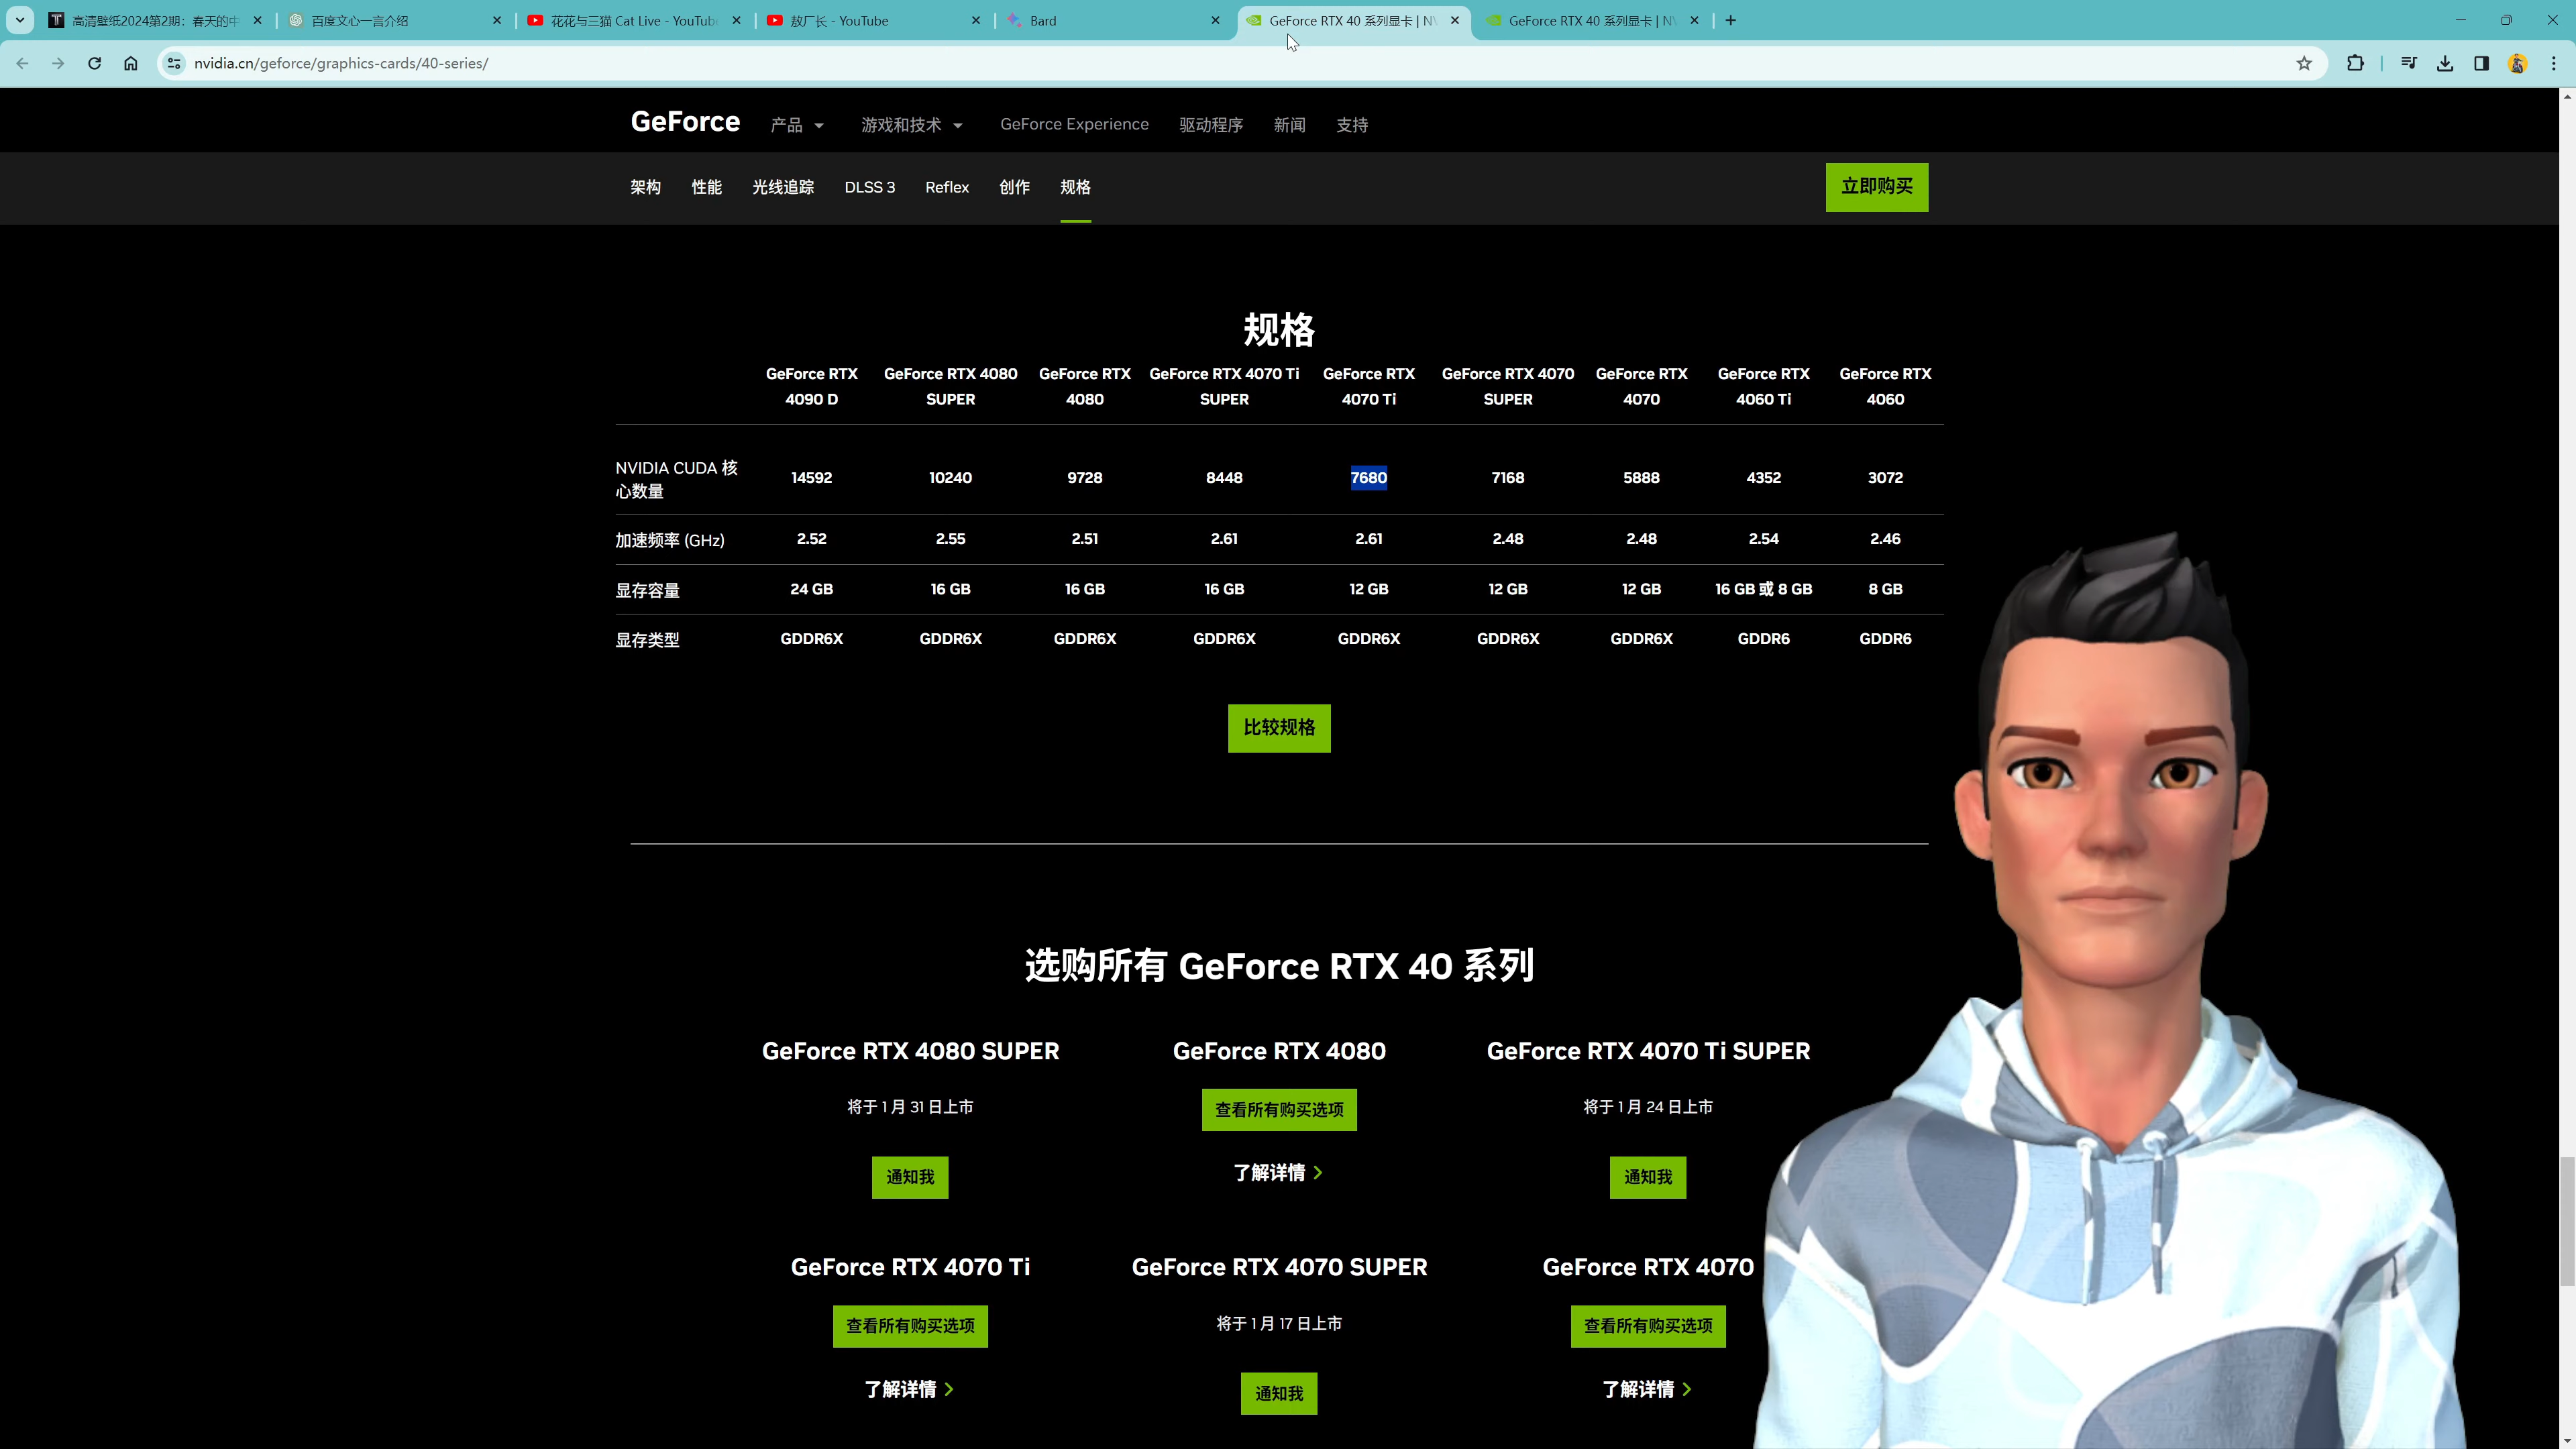 高清壁纸2024第2期：春天的中
百度文心一言介绍
花花与三猫 Cat Live - YouTube
敖厂长 - YouTube
Bard
GeForce RTX 40 系列显卡 | NV
GeForce RTX 40 系列显卡 | NV
nvidia.cn/geforce/graphics-cards/40-series/
GeForce 产品 游戏和技术 GeForce Experience 驱动程序 新闻 支持
架构 性能 光线追踪 DLSS 3 Reflex 创作 规格 立即购买
规格
GeForce RTX GeForce RTX 4080 GeForce RTX GeForce RTX 4070 Ti GeForce RTX GeForce RTX 4070 GeForce RTX GeForce RTX GeForce RTX
4090 D SUPER 4080 SUPER 4070 Ti SUPER 4070 4060 Ti 4060
NVIDIA CUDA 核
心数量 14592 10240 9728 8448 7680 7168 5888 4352 3072
加速频率 (GHz) 2.52 2.55 2.51 2.61 2.61 2.48 2.48 2.54 2.46
显存容量 24 GB 16 GB 16 GB 16 GB 12 GB 12 GB 12 GB 16 GB 或 8 GB 8 GB
显存类型 GDDR6X GDDR6X GDDR6X GDDR6X GDDR6X GDDR6X GDDR6X GDDR6 GDDR6
比较规格
选购所有 GeForce RTX 40 系列
GeForce RTX 4080 SUPER GeForce RTX 4080 GeForce RTX 4070 Ti SUPER
将于 1 月 31 日上市 查看所有购买选项 将于 1 月 24 日上市
通知我 了解详情 通知我
GeForce RTX 4070 Ti GeForce RTX 4070 SUPER GeForce RTX 4070
查看所有购买选项 将于 1 月 17 日上市 查看所有购买选项
了解详情 通知我 了解详情